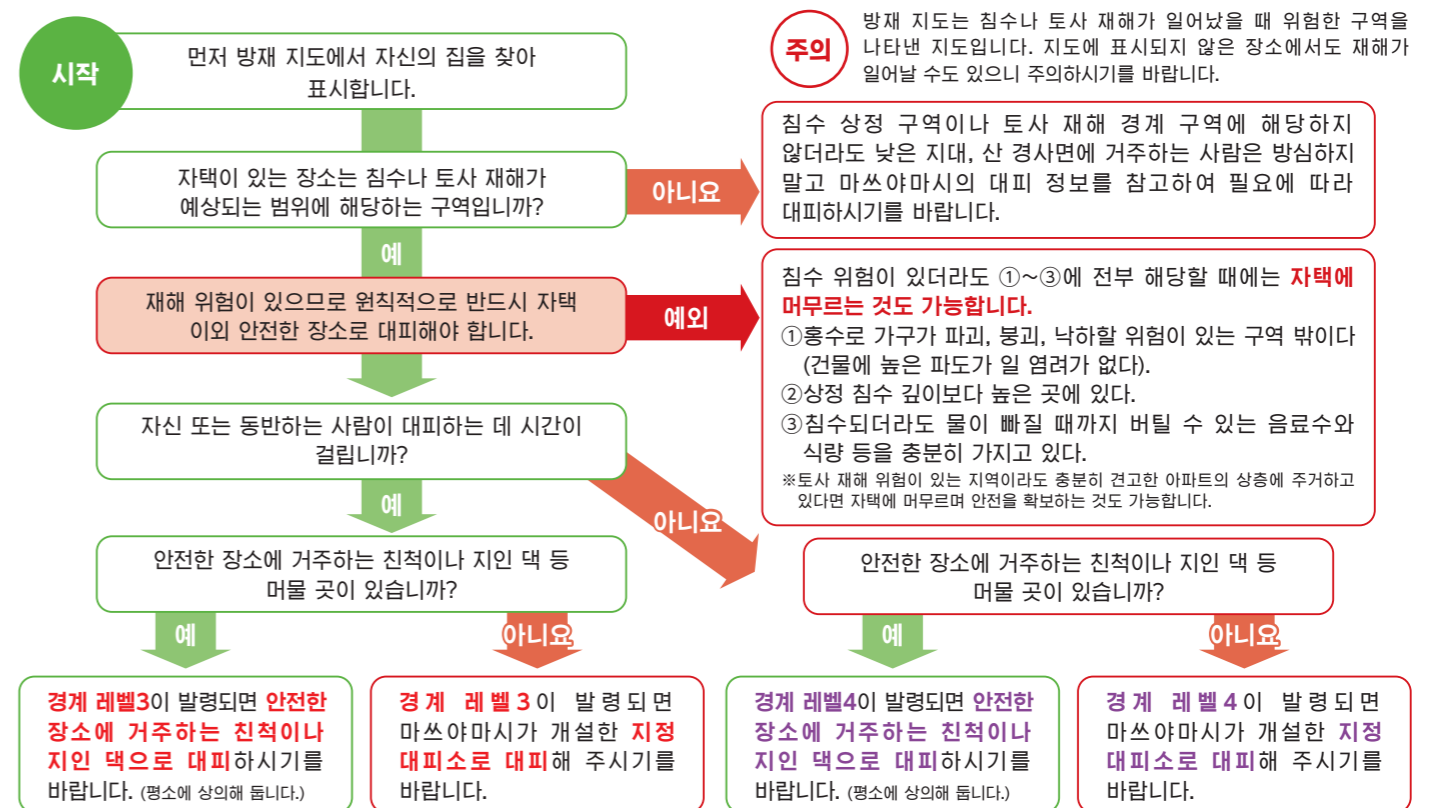 시작
먼저 방재 지도에서 자신의 집을 찾아
표시합니다.
주의
방재 지도는 침수나 토사 재해가 일어났을 때 위험한 구역을
나타낸 지도입니다. 지도에 표시되지 않은 장소에서도 재해가
일어날 수도 있으니 주의하시기를 바랍니다.
자택이 있는 장소는 침수나 토사 재해가
예상되는 범위에 해당하는 구역입니까?
아니요
침수 상정 구역이나 토사 재해 경계 구역에 해당하지
않더라도 낮은 지대, 산 경사면에 거주하는 사람은 방심하지
말고 마쓰야마시의 대피 정보를 참고하여 필요에 따라
대피하시기를 바랍니다.
예
재해 위험이 있으므로 원칙적으로 반드시 자택
이외 안전한 장소로 대피해야 합니다.
예외
침수 위험이 있더라도 ①~③에 전부 해당할 때에는 자택에
머무르는 것도 가능합니다.
①홍수로 가구가 파괴, 붕괴, 낙하할 위험이 있는 구역 밖이다
(건물에 높은 파도가 일 염려가 없다).
②상정 침수 깊이보다 높은 곳에 있다.
③침수되더라도 물이 빠질 때까지 버틸 수 있는 음료수와
식량 등을 충분히 가지고 있다.
※토사 재해 위험이 있는 지역이라도 충분히 견고한 아파트의 상층에 주거하고
있다면 자택에 머무르며 안전을 확보하는 것도 가능합니다.
자신 또는 동반하는 사람이 대피하는 데 시간이
걸립니까?
예
아니요
안전한 장소에 거주하는 친척이나 지인 댁 등
머물 곳이 있습니까?
안전한 장소에 거주하는 친척이나 지인 댁 등
머물 곳이 있습니까?
예
아니요
예
아니요
경계 레벨3이 발령되면 안전한
장소에 거주하는 친척이나
지인 댁으로 대피하시기를
바랍니다. (평소에 상의해 둡니다.)
경계 레벨3이 발령되면
마쓰야마시가 개설한 지정
대피소로 대피해 주시기를
바랍니다.
경계 레벨4이 발령되면 안전한
장소에 거주하는 친척이나
지인 댁으로 대피하시기를
바랍니다. (평소에 상의해 둡니다.)
경계 레벨4이 발령되면
마쓰야마시가 개설한 지정
대피소로 대피해 주시기를
바랍니다.